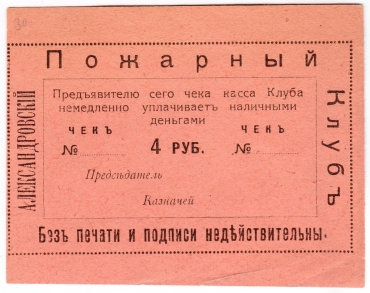 30
Пожарный
АЛЕКСАНДРОВСКІЙ
Клубъ
Предъявителю сего чека касса Клуба
немедленно уплачиваетъ наличными
деньгами
ЧЕКЪ ЧЕКЪ
№ 4 РУБ. №
Предсѣдатель
Казначей
Безъ печати и подписи недѣйствительны.